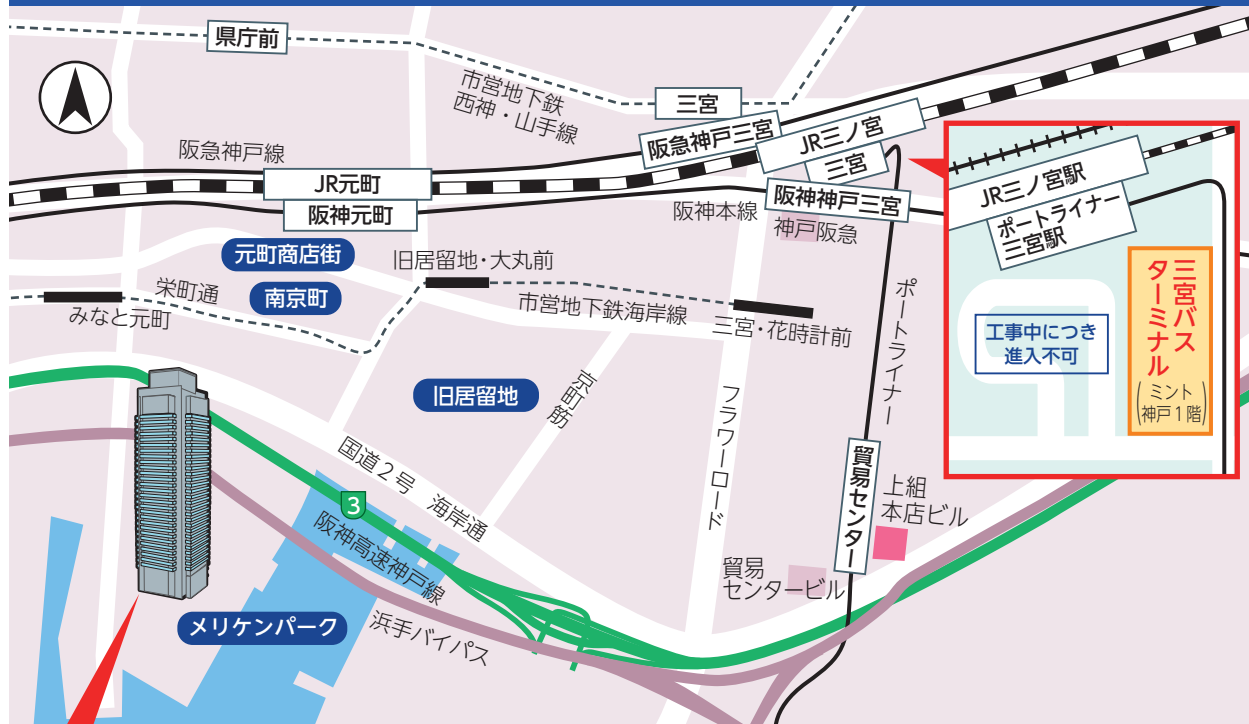 県庁前
市営地下鉄
西神・山手線
三宮
阪急神戸三宮
JR三ノ宮
三宮
阪急神戸線
JR元町
阪神元町
阪神本線
阪神神戸三宮
神戸阪急
元町商店街
旧居留地・大丸前
南京町
栄町通
みなと元町
市営地下鉄海岸線
三宮・花時計前
ポートライナー
旧居留地
京町筋
フラワーロード
国道2号 海岸通
3
阪神高速神戸線
浜手バイパス
メリケンパーク
貿易センター
上組
本店ビル
貿易
センタービル
JR三ノ宮駅
ポートライナー
三宮駅
三宮バス
ターミナル
(ミント
神戸1階)
工事中につき
進入不可